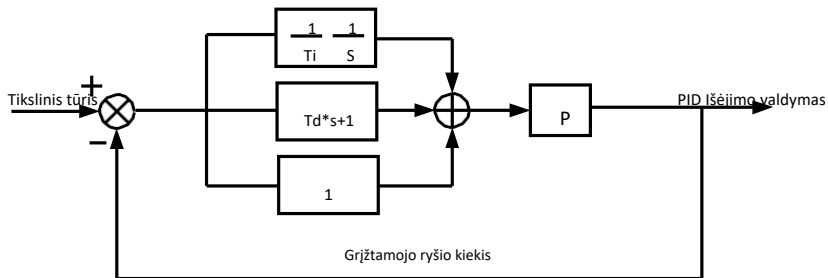 1 1
Ti S
Tikslinis tūris
+
−
Td*s+1
1
P
PID Išėjimo valdymas
Grįžtamojo ryšio kiekis